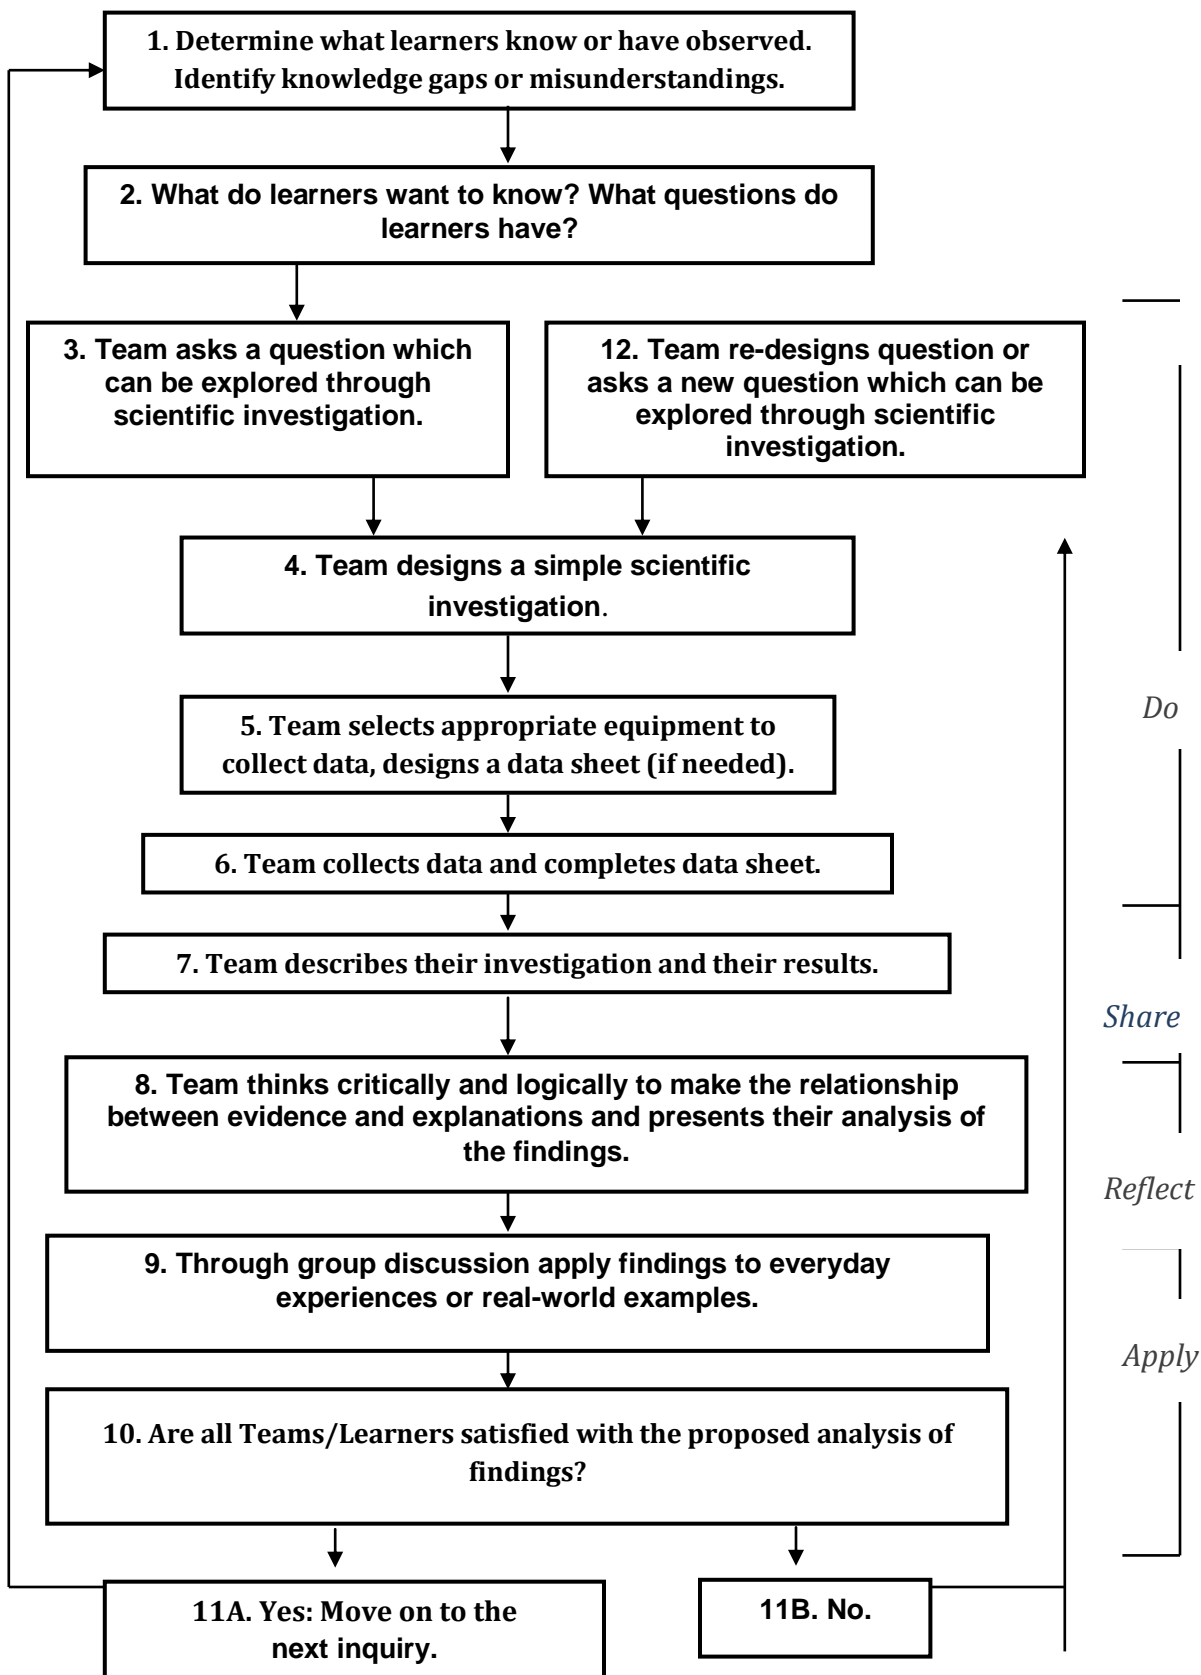 1. Determine what learners know or have observed.
Identify knowledge gaps or misunderstandings.
2. What do learners want to know? What questions do
learners have?
3. Team asks a question which
can be explored through
scientific investigation.
12. Team re-designs question or
asks a new question which can be
explored through scientific
investigation.
4. Team designs a simple scientific
investigation.
5. Team selects appropriate equipment to
collect data, designs a data sheet (if needed).
Do
6. Team collects data and completes data sheet.
7. Team describes their investigation and their results.
Share
8. Team thinks critically and logically to make the relationship
between evidence and explanations and presents their analysis of
the findings.
Reflect
9. Through group discussion apply findings to everyday
experiences or real-world examples.
Apply
10. Are all Teams/Learners satisfied with the proposed analysis of
findings?
11A. Yes: Move on to the
next inquiry.
11B. No.